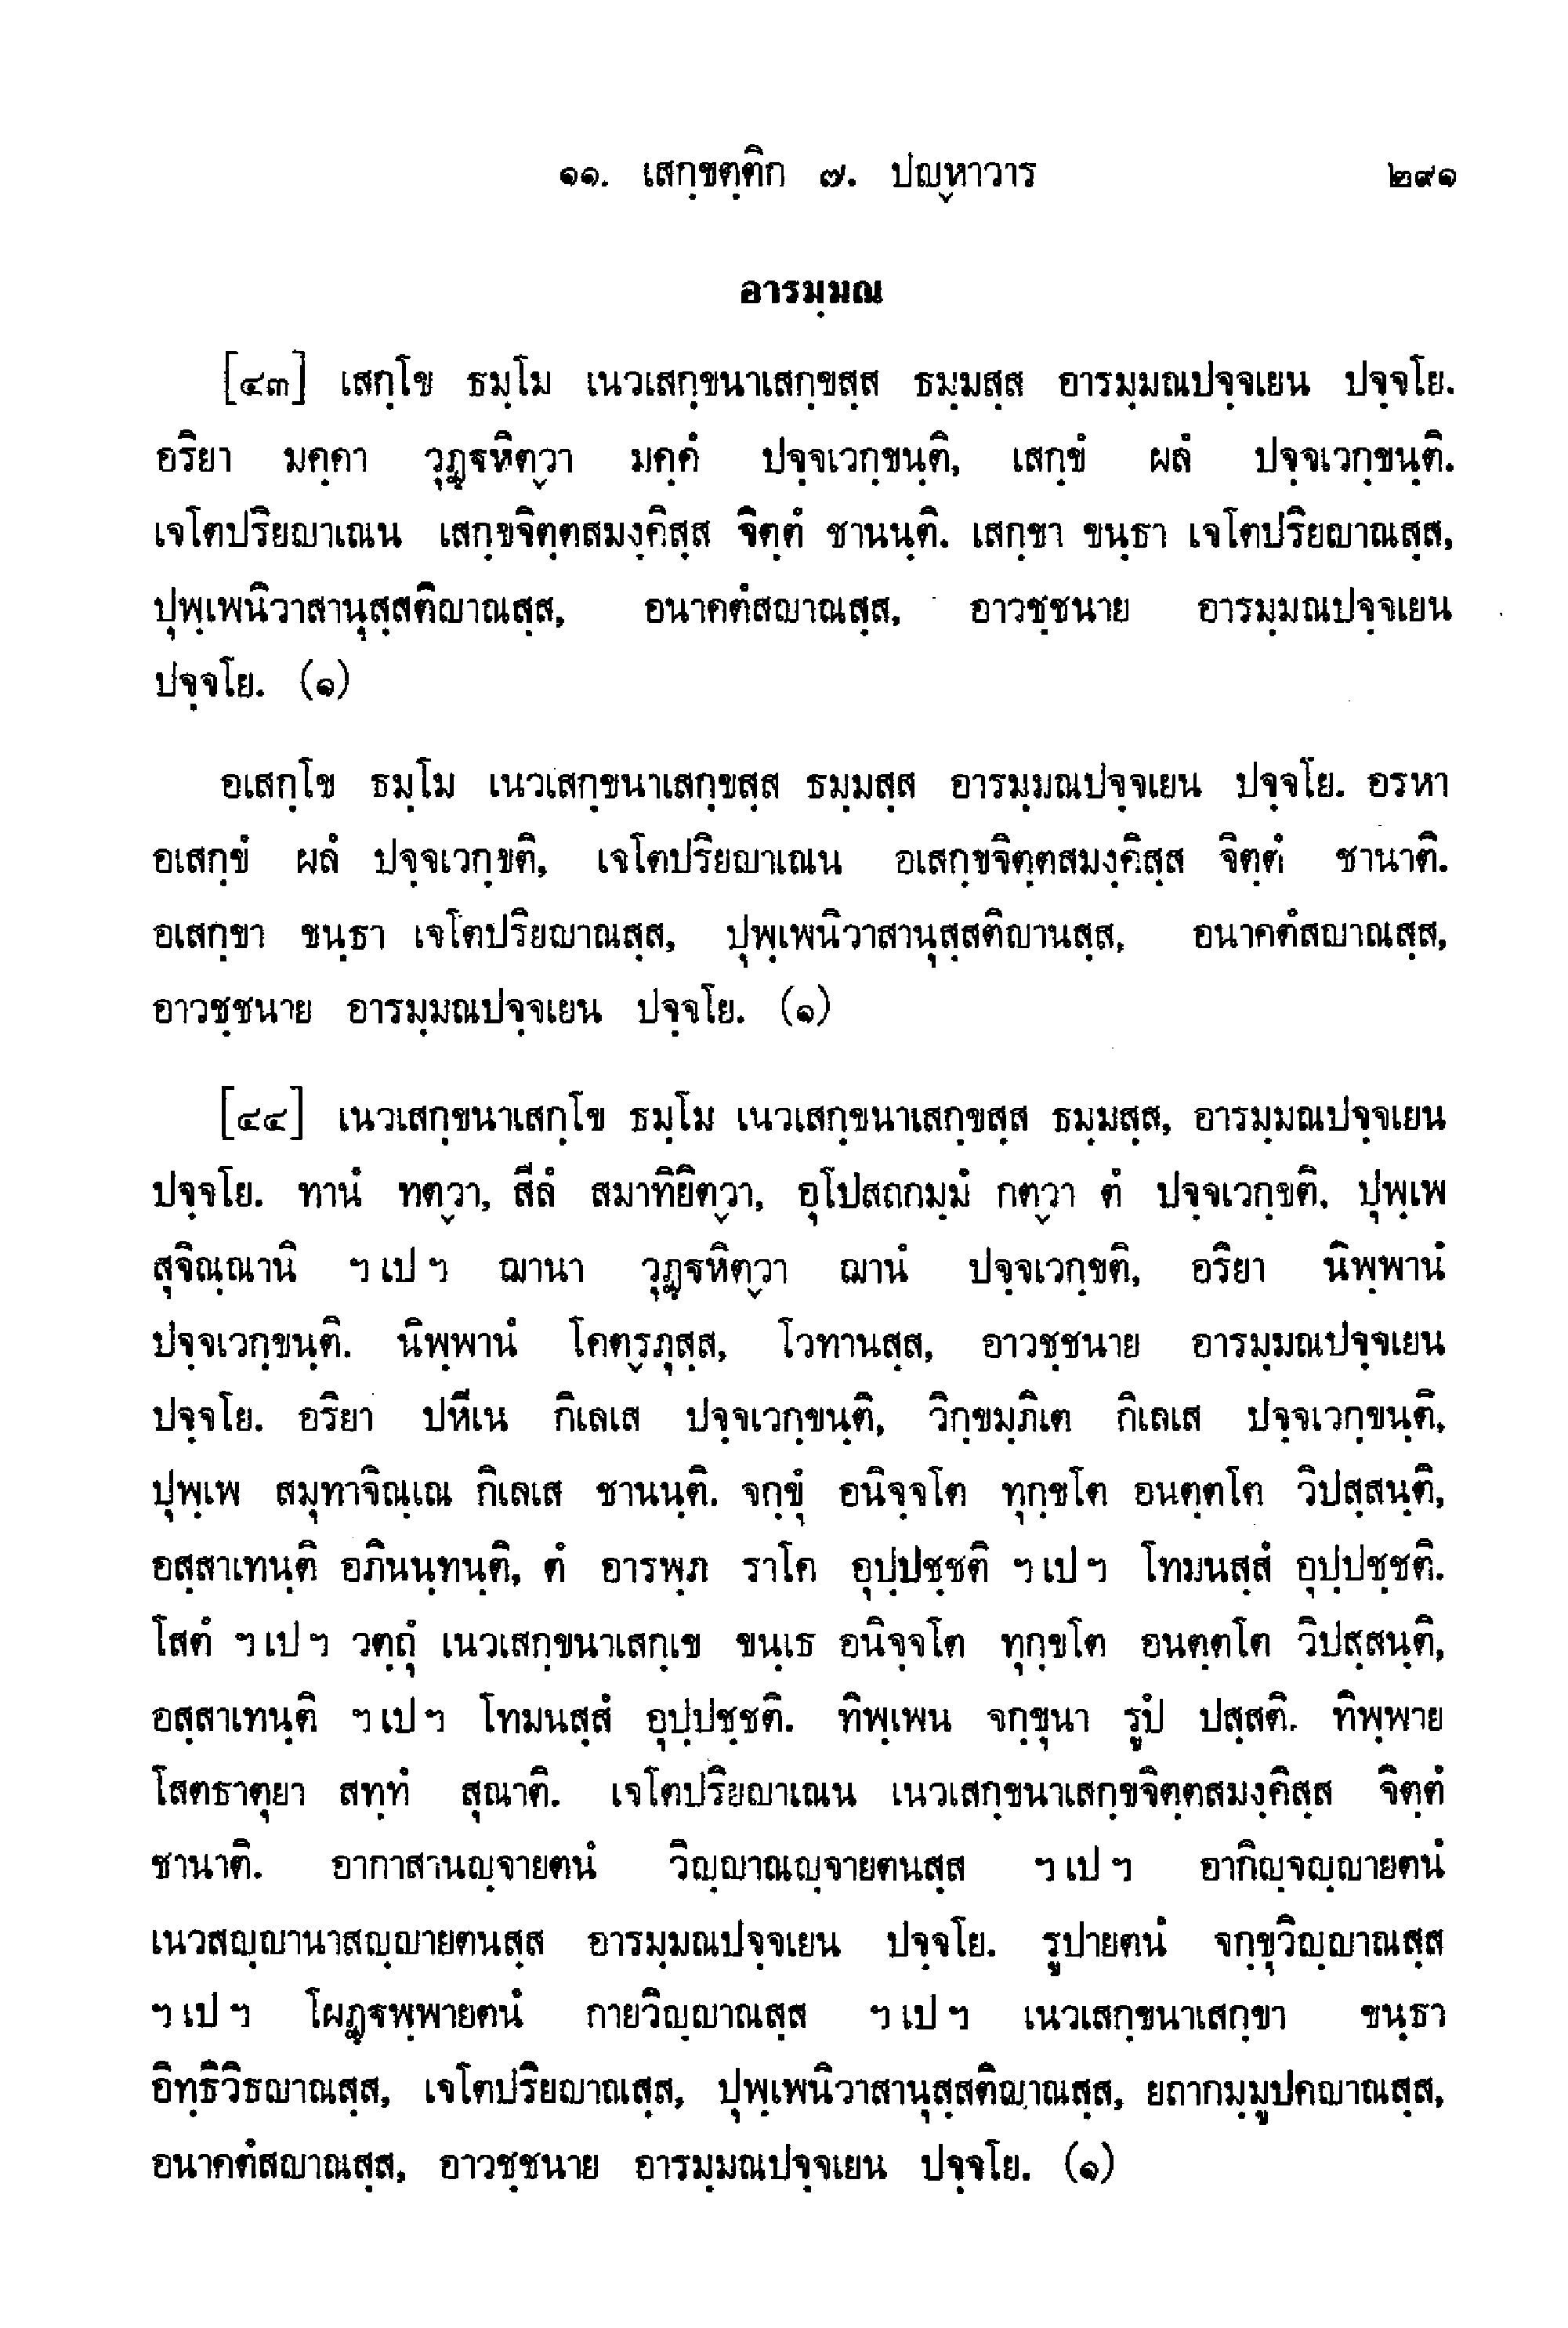 ๑๑. เสกฺขตฺติก ๗. ปญฺหาวาร ๒๙๑
อารมฺมณ
[๔๓] เสกฺโข ธมฺโม เนวเสกฺขนาเสกฺขสฺส ธมฺมสฺส อารมฺมณปจฺจเยน ปจฺจโย.
อริยา มคฺคา วุฏฺฐหิตฺวา มคฺคํ ปจฺจเวกฺขนฺติ, เสกฺขํ ผลํ ปจฺจเวกฺขนฺติ.
เจโตปริยญาเณน เสกฺขจิตฺตสมงฺคิสฺส จิตฺตํ ชานนฺติ. เสกฺขา ขนฺธา เจโตปริยญาณสฺส,
ปุพฺเพนิวาสานุสฺสติญาณสฺส, อนาคตํสญาณสฺส, อาวชฺชนาย อารมฺมณปจฺจเยน
ปจฺจโย. (๑)
อเสกฺโข ธมฺโม เนวเสกฺขนาเสกฺขสฺส ธมฺมสฺส อารมฺมณปจฺจเยน ปจฺจโย. อรหา
อเสกฺขํ ผลํ ปจฺจเวกฺขติ, เจโตปริยญาเณน อเสกฺขจิตฺตสมงฺคิสฺส จิตฺตํ ชานาติ.
อเสกฺขา ขนฺธา เจโตปริยญาณสฺส, ปุพฺเพนิวาสานุสฺสติญานสฺส, อนาคตํสญาณสฺส,
อาวชฺชนาย อารมฺมณปจฺจเยน ปจฺจโย. (๑)
[๔๔] เนวเสกฺขนาเสกฺโข ธมฺโม เนวเสกฺขนาเสกฺขสฺส ธมฺมสฺส, อารมฺมณปจฺจเยน
ปจฺจโย. ทานํ ทตฺวา, สีลํ สมาทิยิตฺวา, อุโปสถกมฺมํ กตฺวา ตํ ปจฺจเวกฺขติ, ปุพฺเพ
สุจิณฺณานิ ฯ เป ฯ ฌานา วุฏฺฐหิตฺวา ฌานํ ปจฺจเวกฺขติ, อริยา นิพฺพานํ
ปจฺจเวกฺขนฺติ. นิพฺพานํ โคตฺรภุสฺส, โวทานสฺส, อาวชฺชนาย อารมฺมณปจฺจเยน
ปจฺจโย. อริยา ปหีเน กิเลเส ปจฺจเวกฺขนฺติ, วิกฺขมฺภิเต กิเลเส ปจฺจเวกฺขนฺติ,
ปุพฺเพ สมุทาจิณฺเณ กิเลเส ชานนฺติ. จกฺขุํ อนิจฺจโต ทุกฺขโต อนตฺตโต วิปสฺสนฺติ,
อสฺสาเทนฺติ อภินนฺทนฺติ, ตํ อารพฺภ ราโค อุปฺปชฺชติ ฯ เป ฯ โทมนสฺสํ อุปฺปชฺชติ.
โสตํ ฯ เป ฯ วตฺถุํ เนวเสกฺขนาเสกฺเข ขนฺเธ อนิจฺจโต ทุกฺขโต อนตฺตโต วิปสฺสนฺติ,
อสฺสาเทนฺติ ฯ เป ฯ โทมนสฺสํ อุปฺปชฺชติ. ทิพฺเพน จกฺขุนา รูปํ ปสฺสติ. ทิพฺพาย
โสตธาตุยา สทฺทํ สุณาติ. เจโตปริยญาเณน เนวเสกฺขนาเสกฺขจิตฺตสมงฺคิสฺส จิตฺตํ
ชานาติ. อากาสานญฺจายตนํ วิญฺญาณญฺจายตนสฺส ฯ เป ฯ อากิญฺจญฺญายตนํ
เนวสญฺญานาสญฺญายตนสฺส อารมฺมณปจฺจเยน ปจฺจโย. รูปายตนํ จกฺขุวิญฺญาณสฺส
ฯ เป ฯ โผฏฺฐพฺพายตนํ กายวิญฺญาณสฺส ฯ เป ฯ เนวเสกฺขนาเสกฺขา ขนฺธา
อิทฺธิวิธญาณสฺส, เจโตปริยญาณสฺส, ปุพฺเพนิวาสานุสฺสติญาณสฺส, ยถากมฺมูปคญาณสฺส,
อนาคตํสญาณสฺส, อาวชฺชนาย อารมฺมณปจฺจเยน ปจฺจโย. (๑)